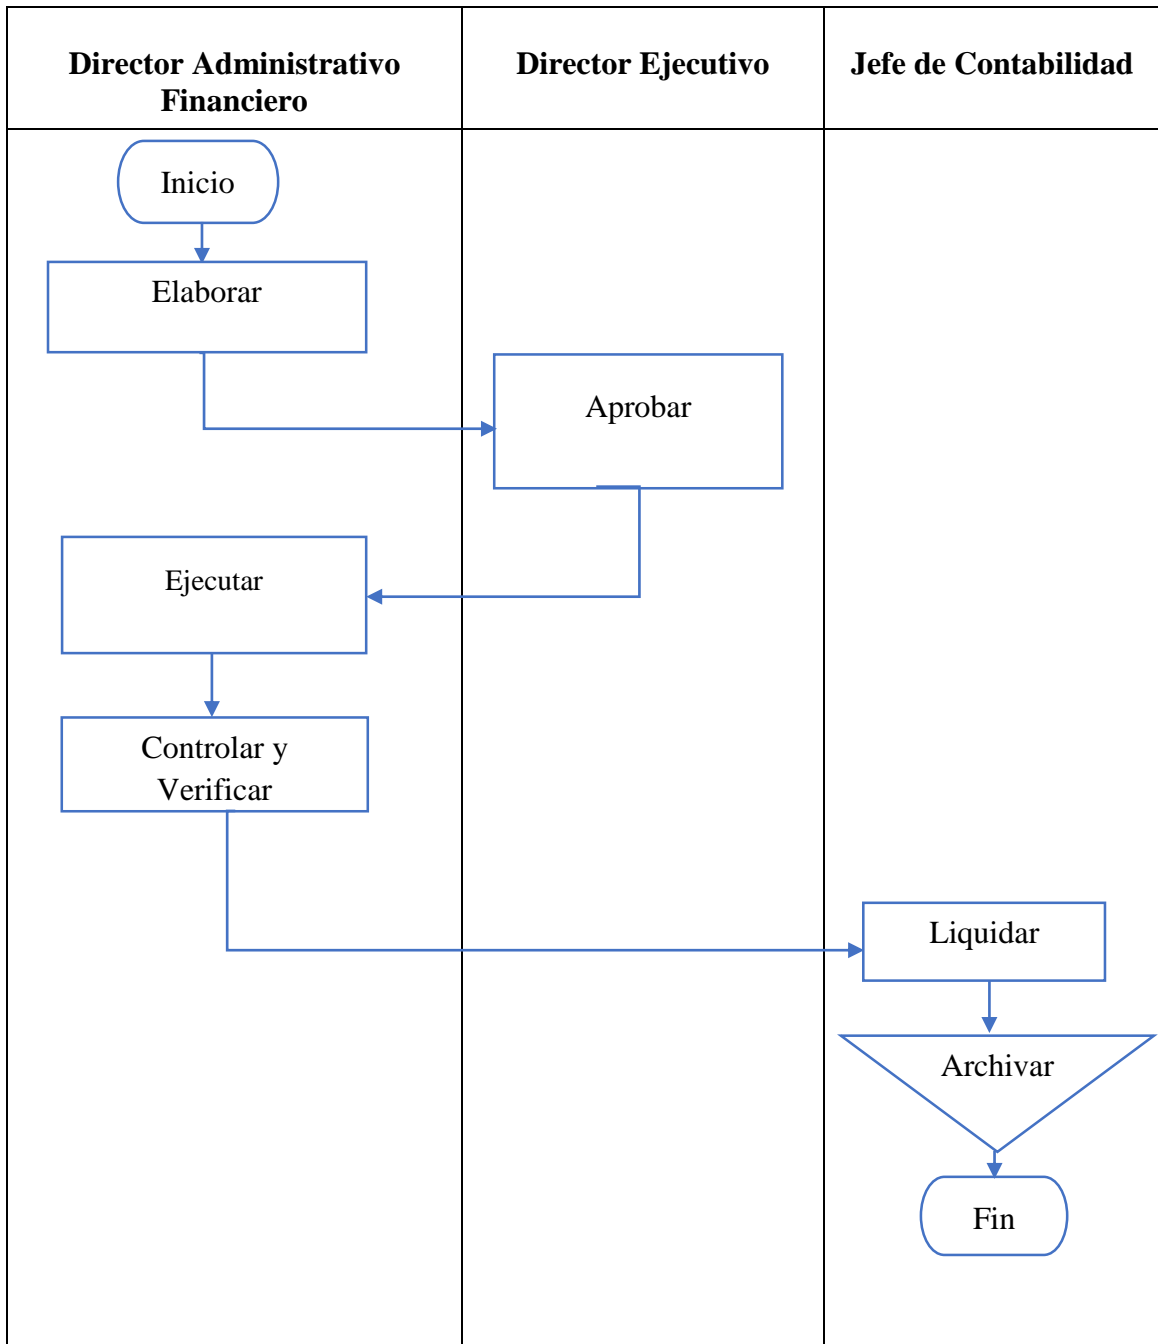 Director Administrativo
Financiero
Director Ejecutivo
Jefe de Contabilidad
Inicio
Elaborar
Aprobar
Ejecutar
Controlar y
Verificar
Liquidar
Archivar
Fin